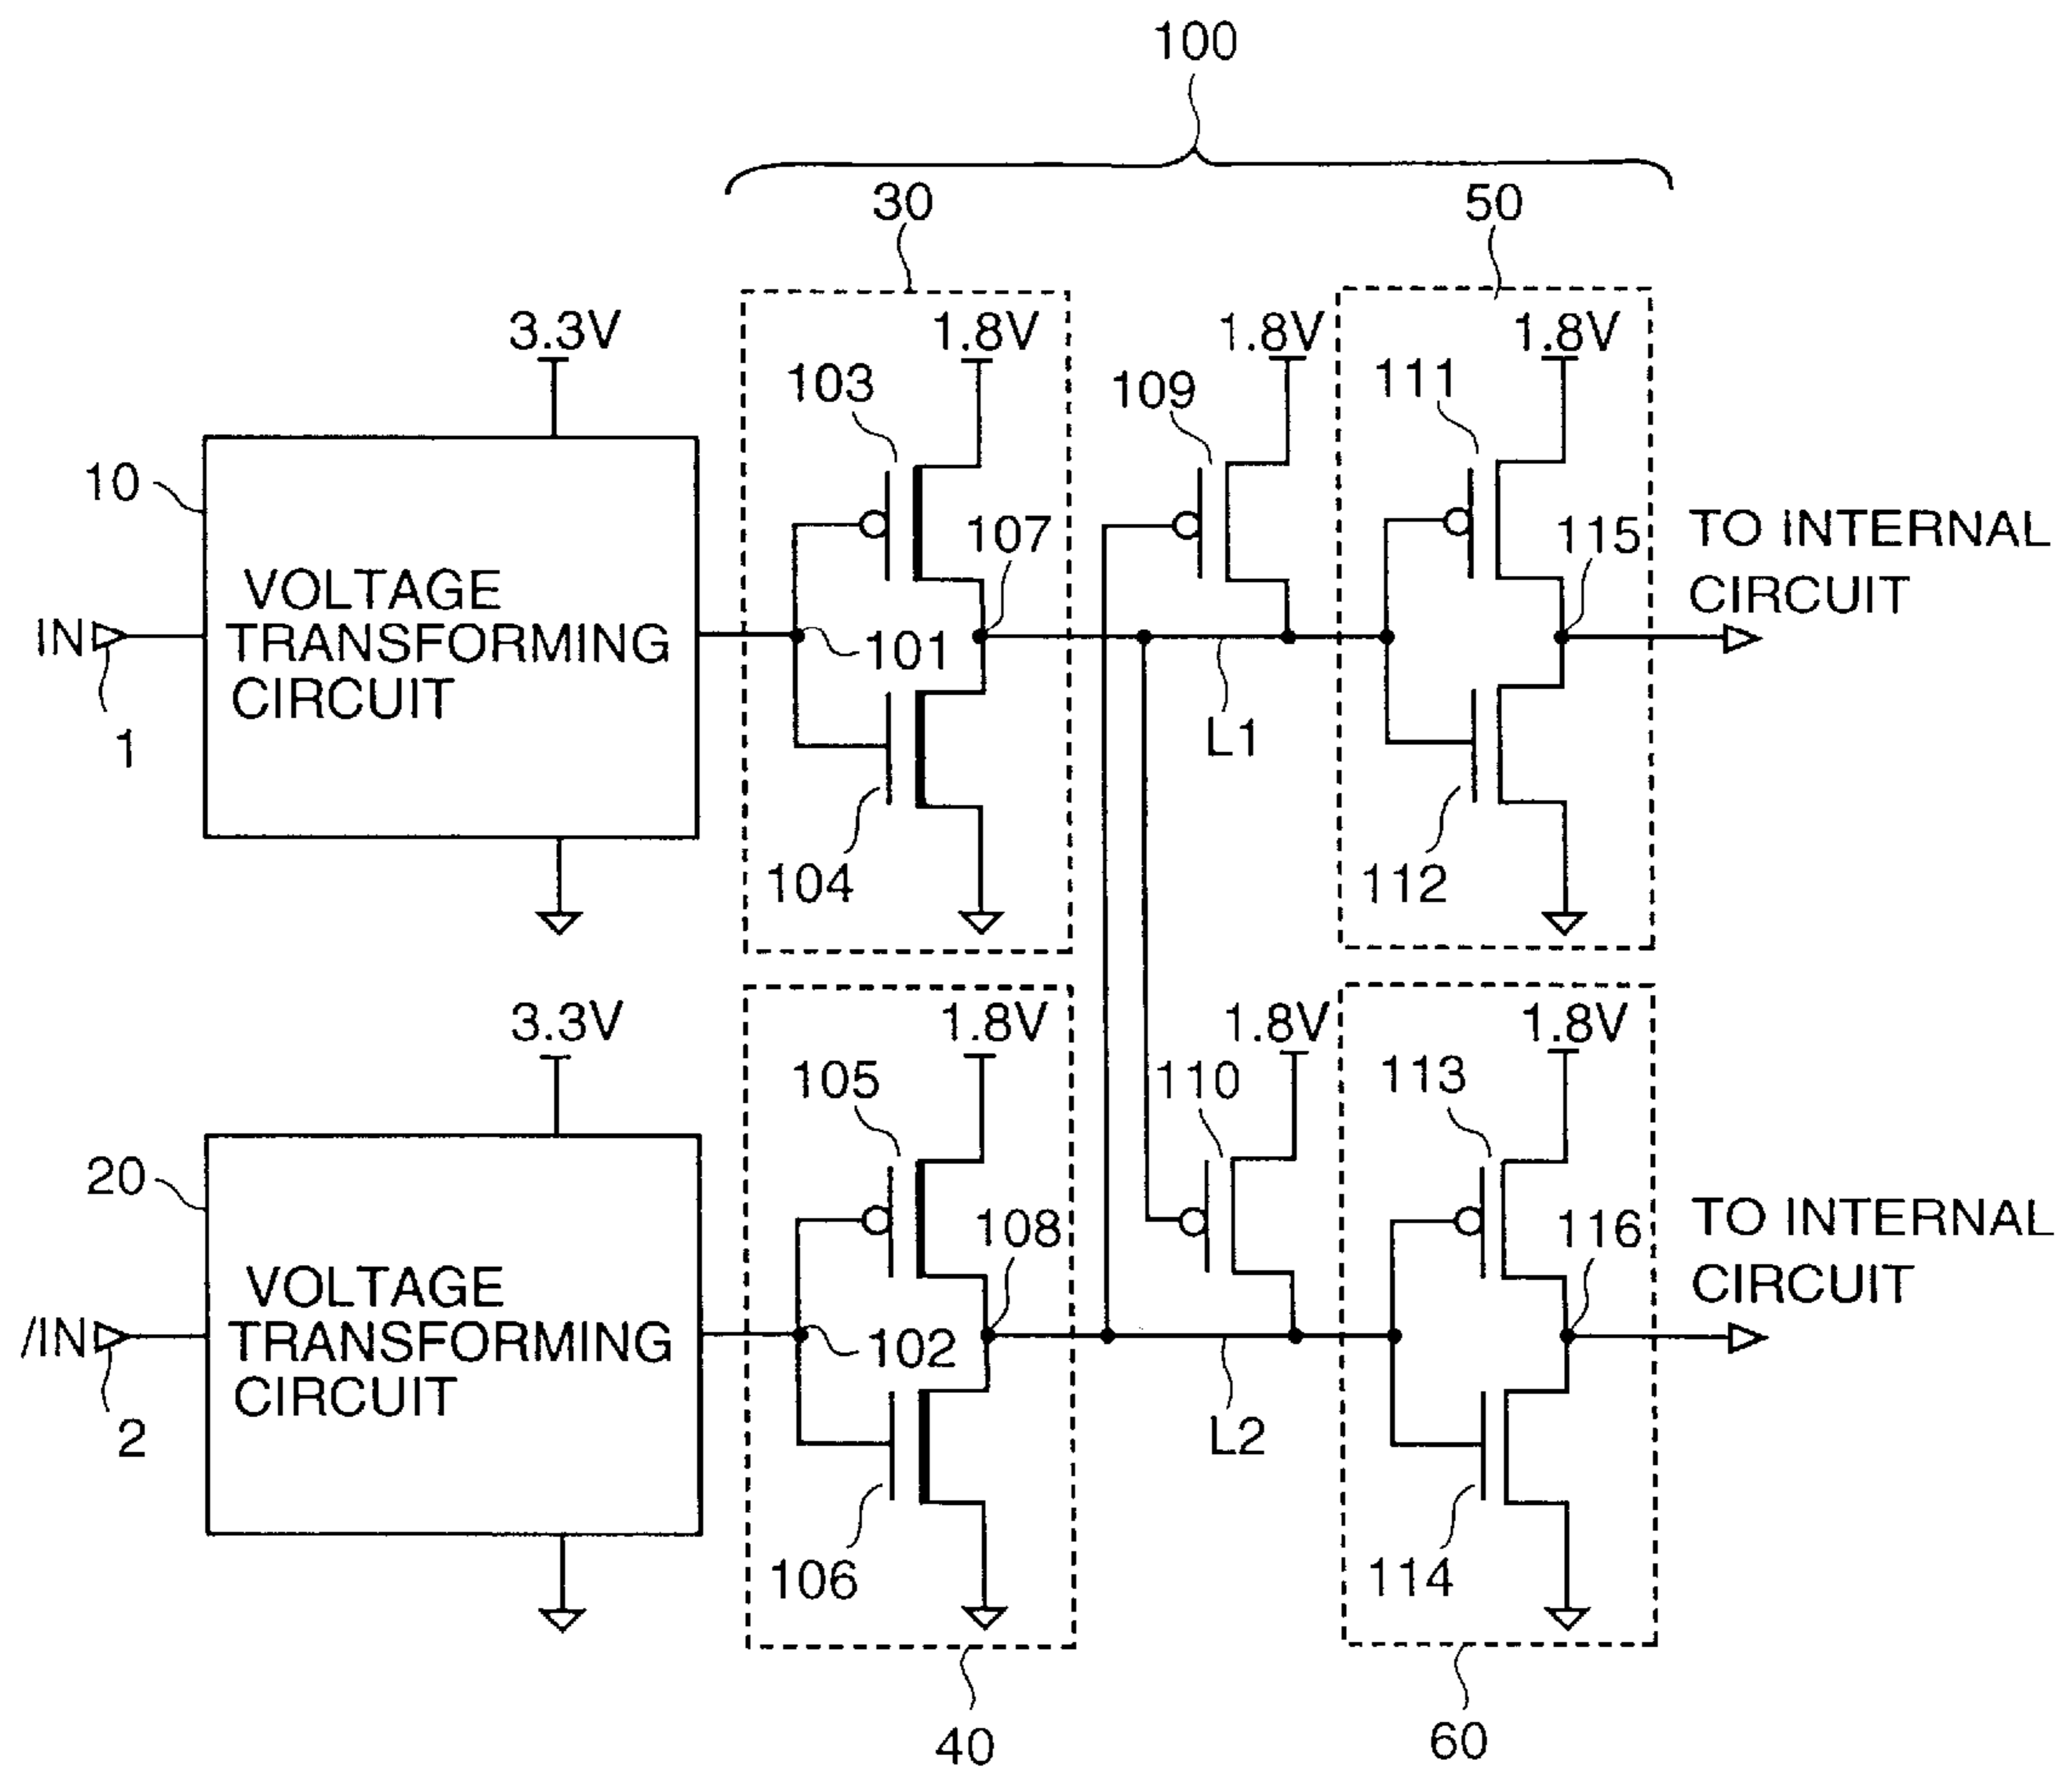 100
30
50
3.3V
1.8V
1.8V
1.8V
103
109
111
10
107
115
TO INTERNAL
CIRCUIT
VOLTAGE
TRANSFORMING
CIRCUIT
IN
101
1
L1
104
112
3.3V
1.8V
1.8V
1.8V
105
110
113
20
108
116
TO INTERNAL
CIRCUIT
VOLTAGE
TRANSFORMING
CIRCUIT
/IN
102
2
L2
106
114
40
60